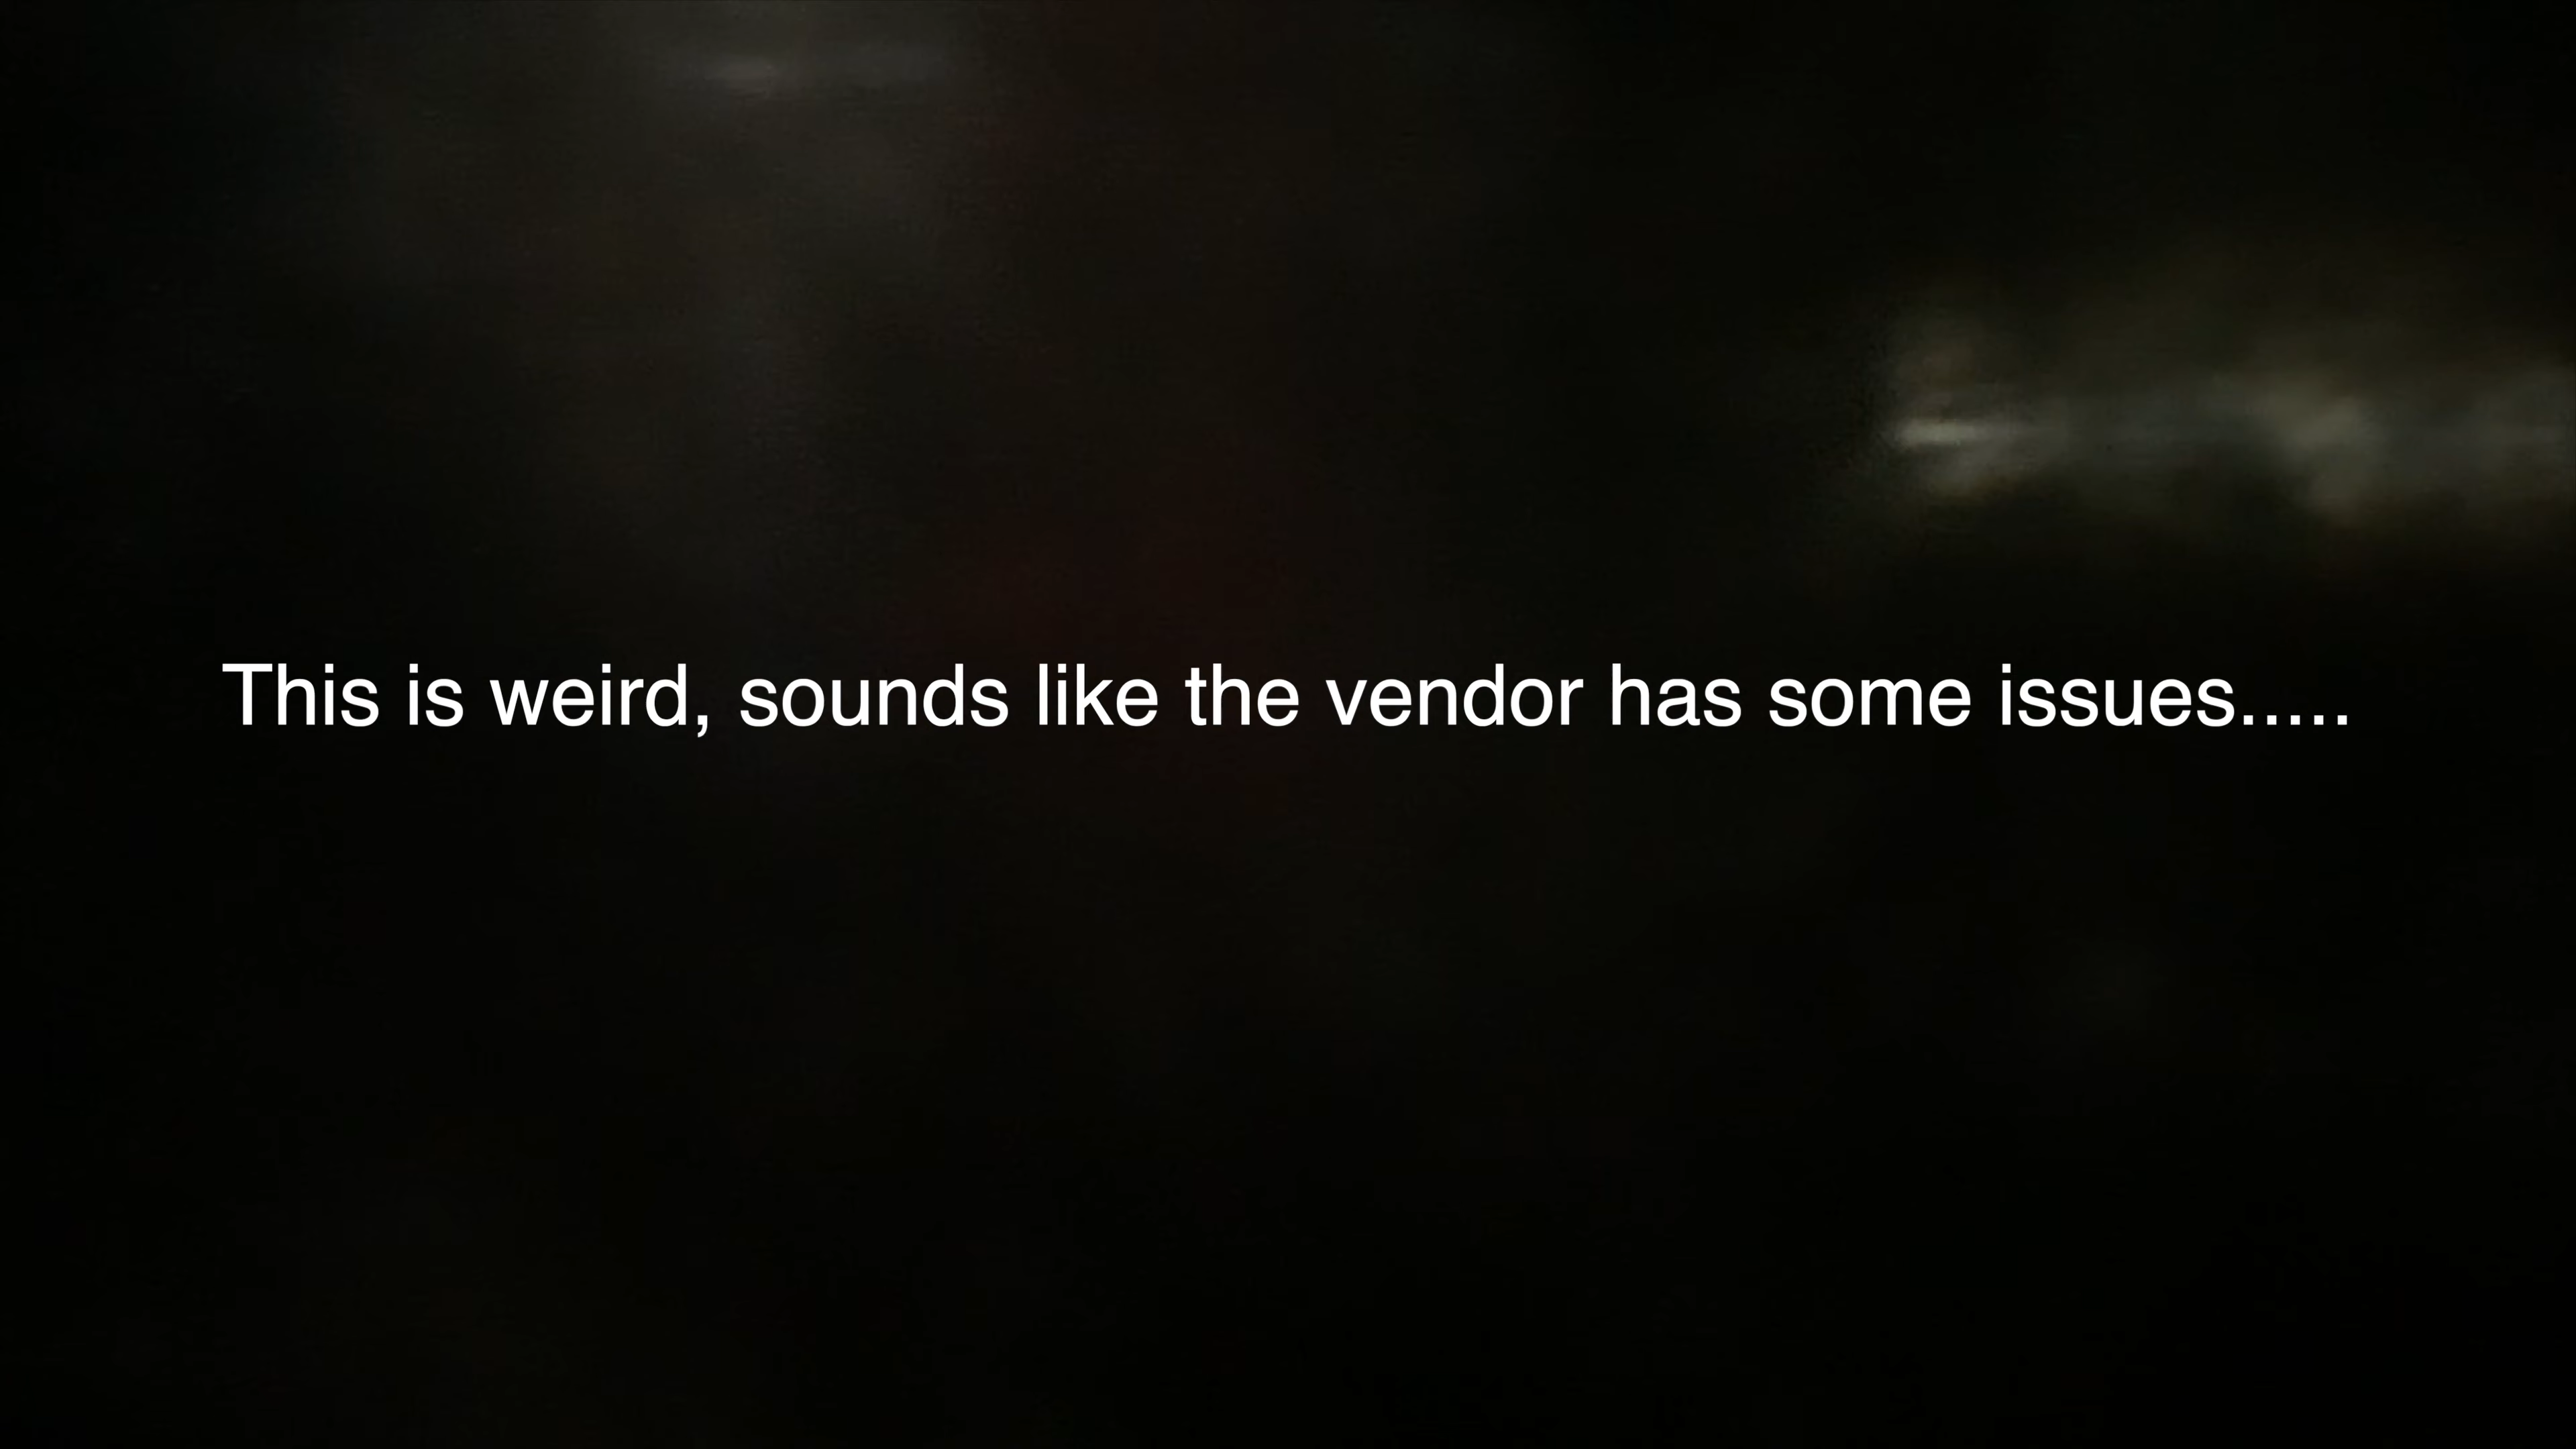 This is weird, sounds like the vendor has some issues.....